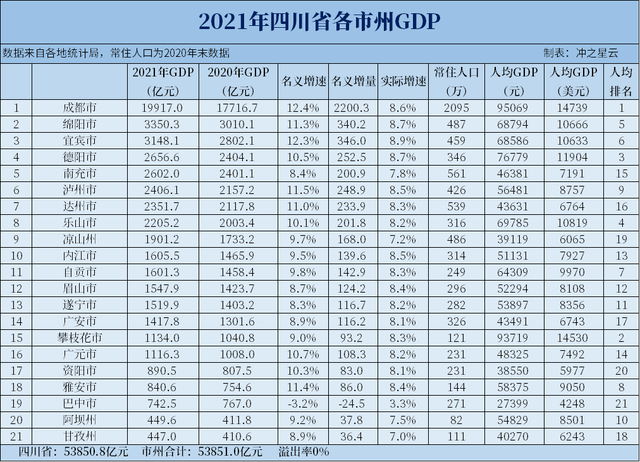 2021年四川省各市州GDP
数据来自各地统计局，常住人口为2020年末数据 制表：冲之星云
2021年GDP 2020年GDP 名义增速 名义增量 实际增速 常住人口 人均GDP 人均GDP 人均
（亿元） （亿元） （万） （元） （美元） 排名
1 成都市 19917.0 17716.7 12.4% 2200.3 8.6% 2095 95069 14739 1
2 绵阳市 3350.3 3010.1 11.3% 340.2 8.7% 487 68794 10666 5
3 宜宾市 3148.1 2802.1 12.3% 346.0 8.9% 459 68586 10633 6
4 德阳市 2656.6 2404.1 10.5% 252.5 8.7% 346 76779 11904 3
5 南充市 2602.0 2401.1 8.4% 200.9 7.8% 561 46381 7191 15
6 泸州市 2406.1 2157.2 11.5% 248.9 8.5% 426 56481 8757 9
7 达州市 2351.7 2117.8 11.0% 233.9 8.3% 539 43631 6764 16
8 乐山市 2205.2 2003.4 10.1% 201.8 8.2% 316 69785 10819 4
9 凉山州 1901.2 1733.2 9.7% 168.0 7.2% 486 39119 6065 19
10 内江市 1605.5 1465.9 9.5% 139.6 8.5% 314 51131 7927 13
11 自贡市 1601.3 1458.4 9.8% 142.9 8.3% 249 64309 9970 7
12 眉山市 1547.9 1423.7 8.7% 124.2 8.4% 296 52294 8108 12
13 遂宁市 1519.9 1403.2 8.3% 116.7 8.2% 282 53897 8356 11
14 广安市 1417.8 1301.6 8.9% 116.2 8.1% 326 43491 6743 17
15 攀枝花市 1134.0 1040.8 9.0% 93.2 8.3% 121 93719 14530 2
16 广元市 1116.3 1008.0 10.7% 108.3 8.2% 231 48325 7492 14
17 资阳市 890.5 807.5 10.3% 83.0 8.1% 231 38550 5977 20
18 雅安市 840.6 754.6 11.4% 86.0 8.4% 144 58375 9050 8
19 巴中市 742.5 767.0 -3.2% -24.5 3.3% 271 27399 4248 21
20 阿坝州 449.6 411.8 9.2% 37.8 7.5% 82 54829 8501 10
21 甘孜州 447.0 410.6 8.9% 36.4 7.0% 111 40270 6243 18
四川省：53850.8亿元 市州合计：53851.0亿元 溢出率0%